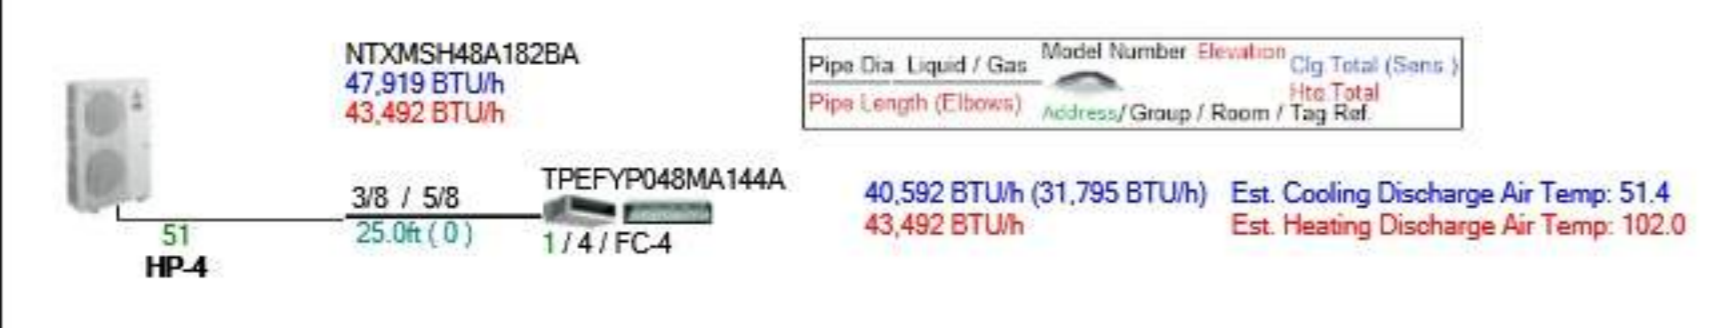 NTXMSH48A182BA
47,919 BTU/h
43,492 BTU/h
Pipe Dia. Liquid / Gas
Pipe Length (Elbows)
Model Number Elevation Clg.Total (Sens.)
Htg.Total
Address/ Group / Room / Tag Ref.
3/8 / 5/8
25.0ft ( 0 )
TPEFYP048MA144A
1 / 4 / FC-4
40,592 BTU/h (31,795 BTU/h) Est. Cooling Discharge Air Temp: 51.4
43,492 BTU/h Est. Heating Discharge Air Temp: 102.0
51
HP-4